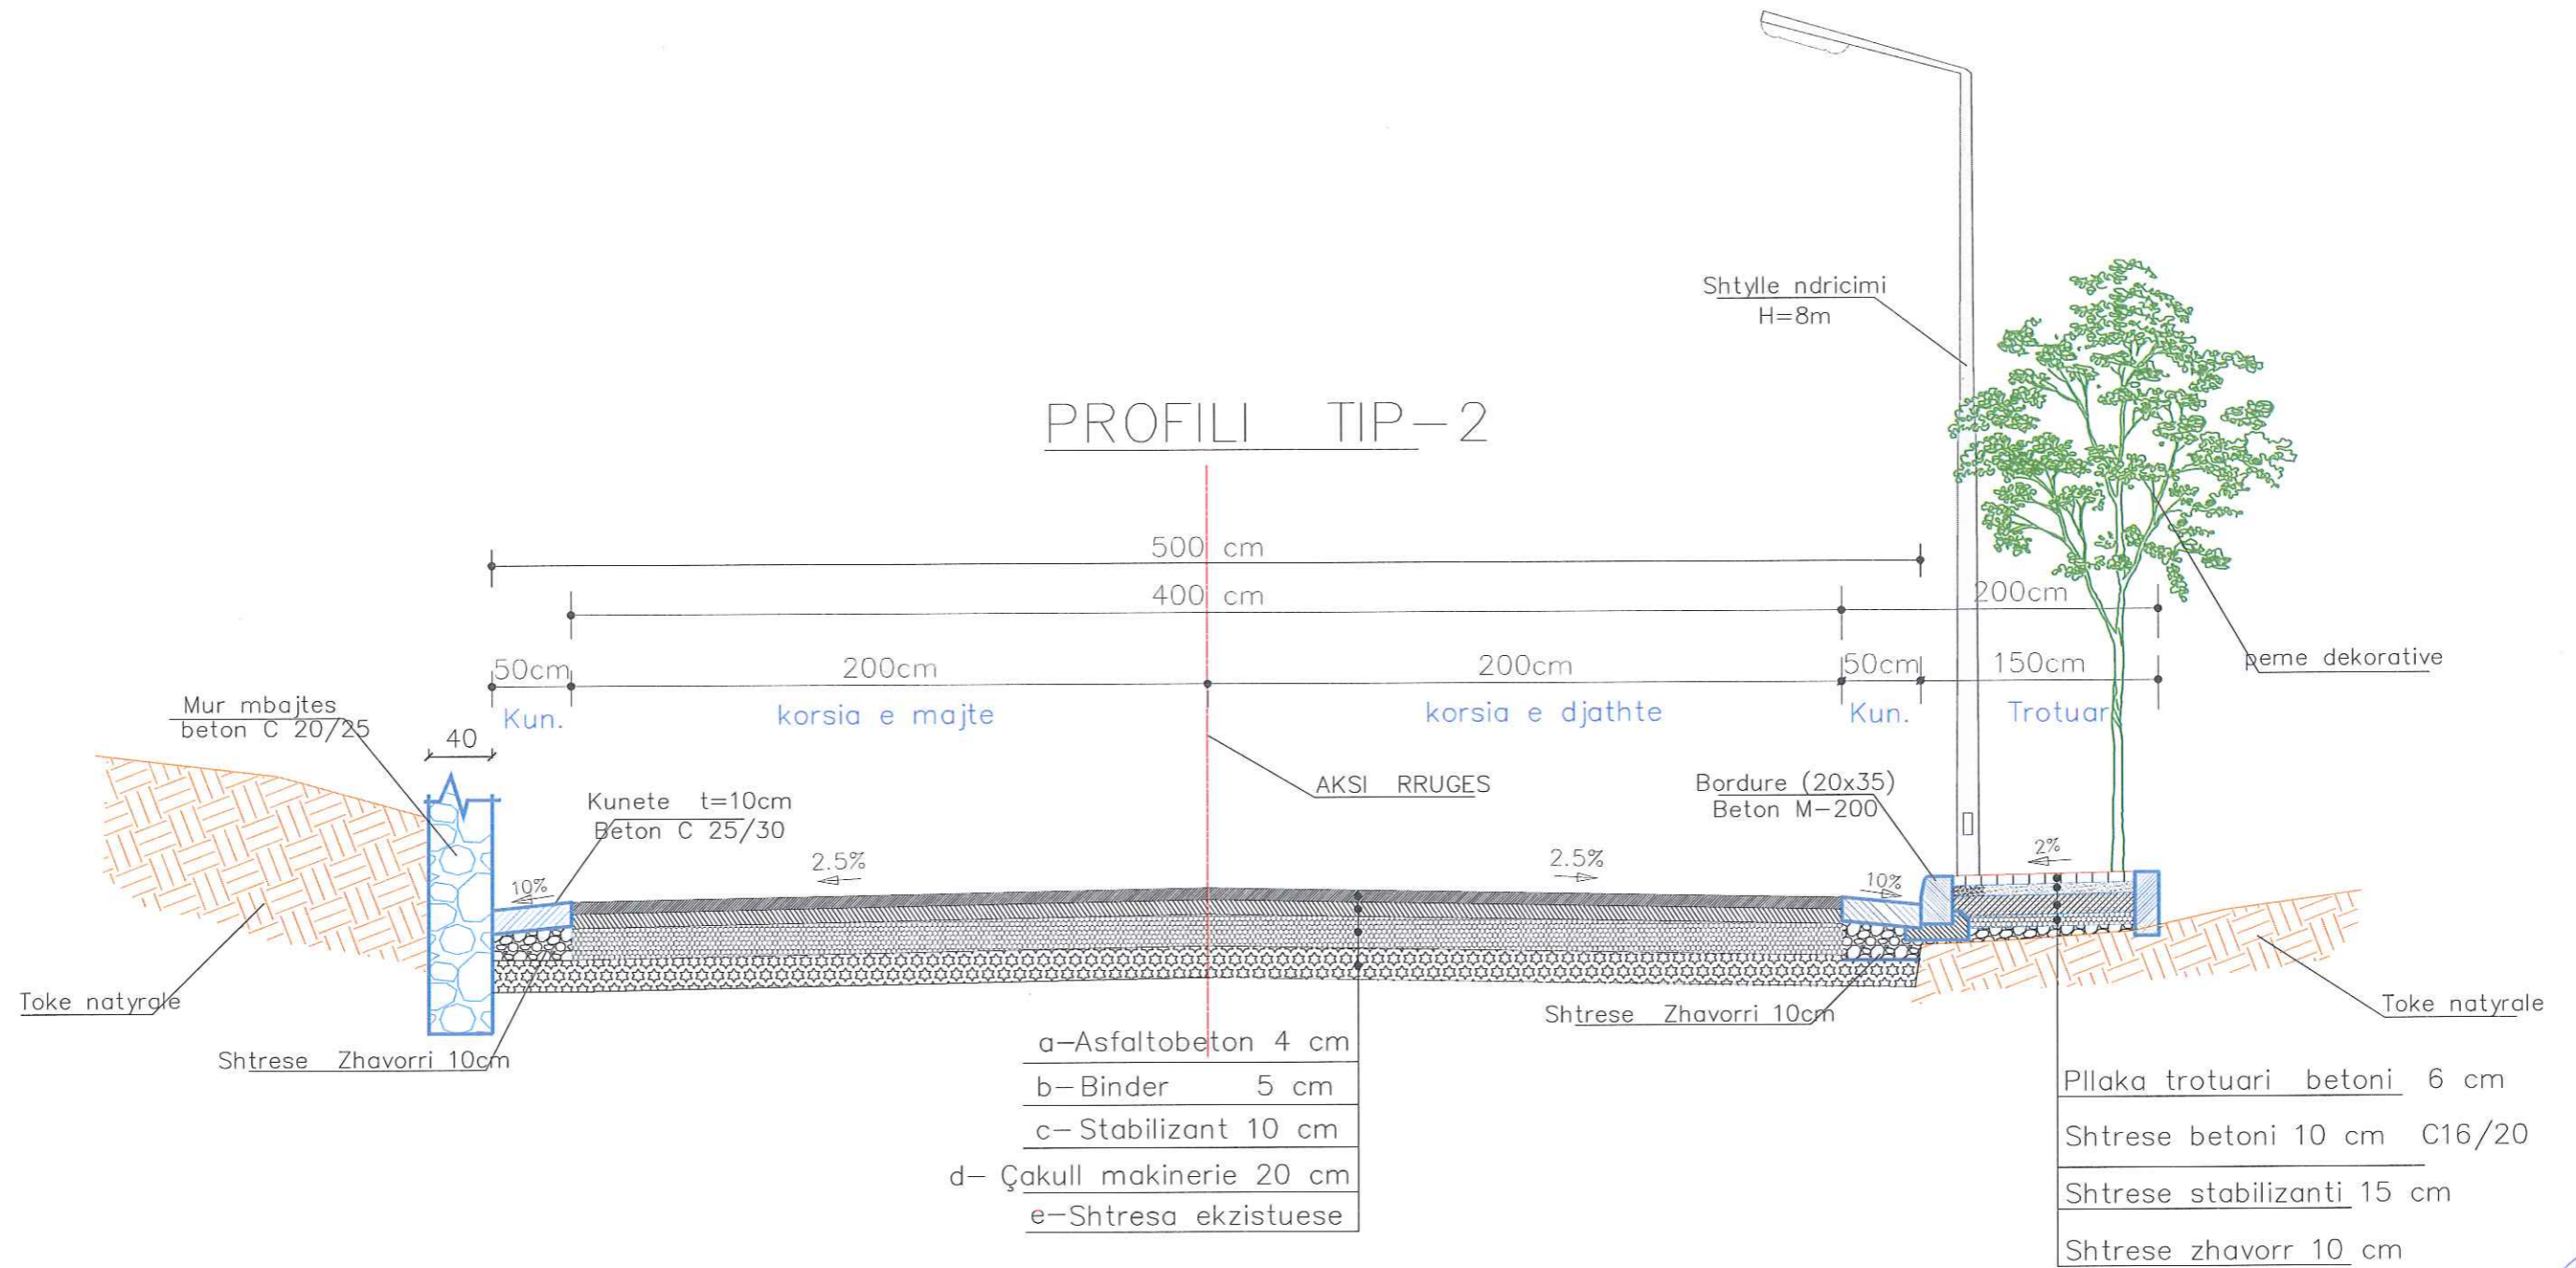 Shtylle ndricimi
H=8m
PROFILI TIP-2
500 cm
400 cm
200cm
50cm
200cm
200cm
50cm
150cm
peme dekorative
Kun.
korsia e majte
korsia e djathte
Kun.
Trotuar
Mur mbajtes
beton C 20/25
40
AKSI RRUGES
Kunete t=10cm
Beton C 25/30
Bordure (20x35)
Beton M-200
10%
2.5%
2.5%
10%
2%
Toke natyrale
Toke natyrale
Shtrese Zhavorri 10cm
Shtrese Zhavorri 10cm
a-Asfaltobeton 4 cm
b-Binder 5 cm
c-Stabilizant 10 cm
d- Çakull makinerie 20 cm
e-Shtresa ekzistuese
Pllaka trotuari betoni 6 cm
Shtrese betoni 10 cm C16/20
Shtrese stabilizanti 15 cm
Shtrese zhavorr 10 cm